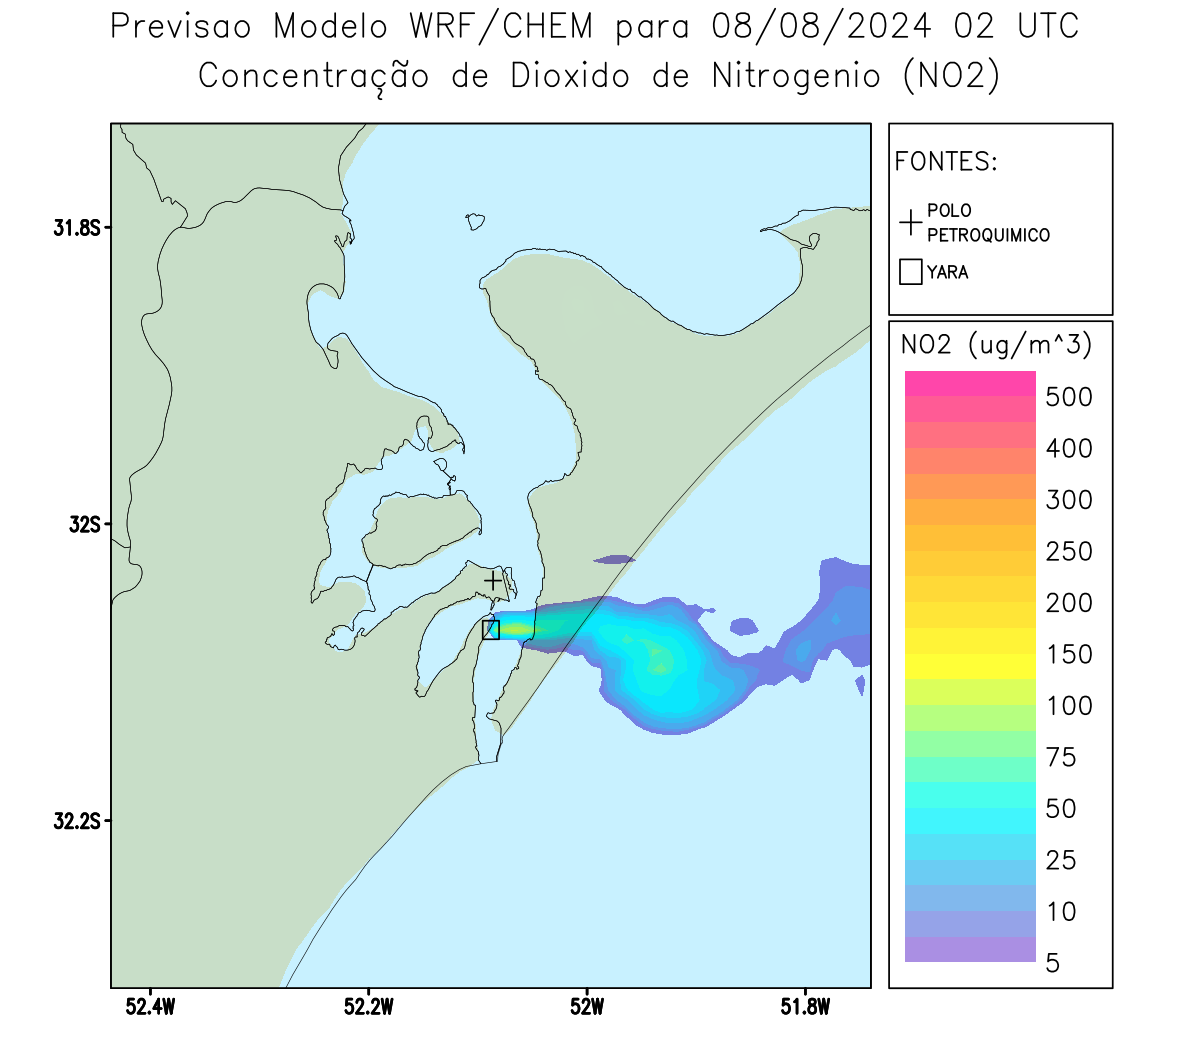 Previsao Modelo WRF/CHEM para 08/08/2024 02 UTC
Concentração de Dioxido de Nitrogenio (NO2)
FONTES:
POLO
PETROQUIMICO
YARA
NO2 (ug/m^3)
500
400
300
250
200
150
100
75
50
25
10
5
31.8S
32S
32.2S
52.4W
52.2W
52W
51.8W